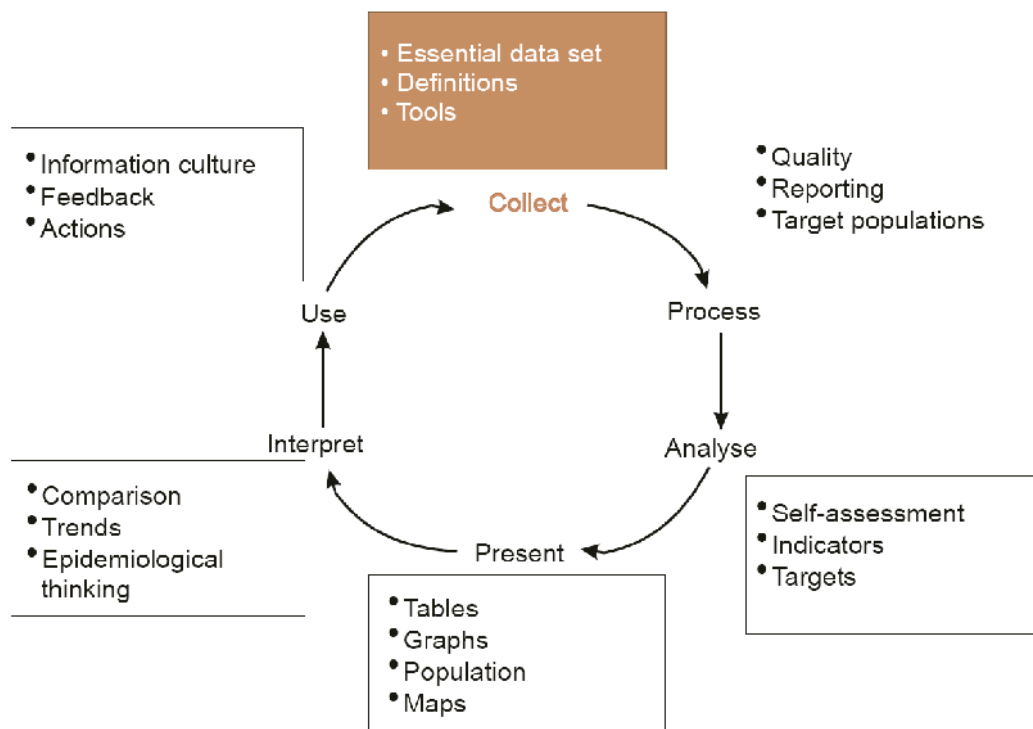 • Essential data set
• Definitions
• Tools
• Information culture
• Feedback
• Actions
• Quality
• Reporting
• Target populations
Collect
Use
Process
Interpret
Analyse
• Comparison
• Trends
• Epidemiological
thinking
• Self-assessment
• Indicators
• Targets
Present
• Tables
• Graphs
• Population
• Maps